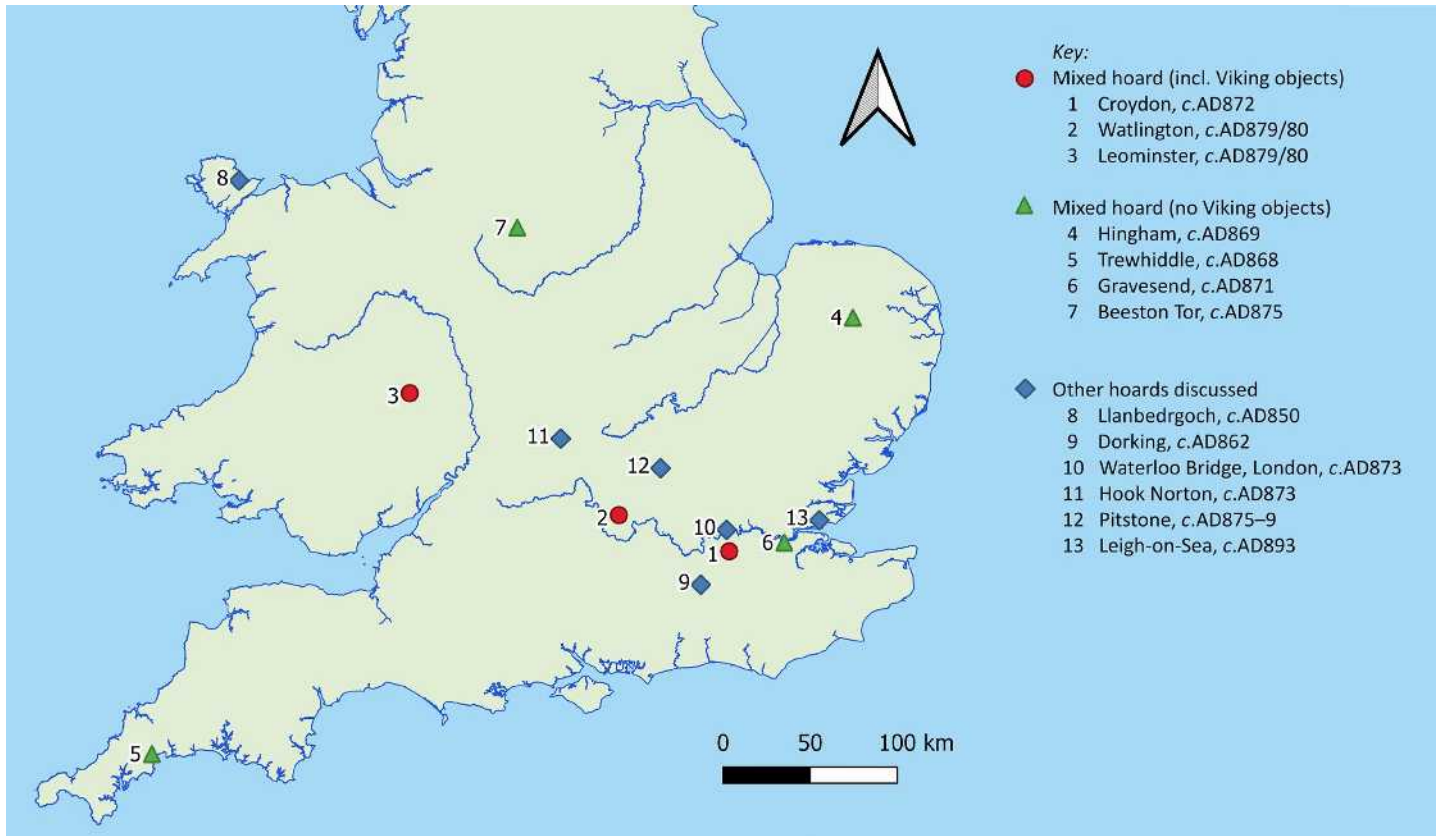 Key:
Mixed hoard (incl. Viking objects)
1 Croydon, c.AD872
2 Watlington, c.AD879/80
3 Leominster, c.AD879/80
Mixed hoard (no Viking objects)
4 Hingham, c.AD869
5 Trewhiddle, c.AD868
6 Gravesend, c.AD871
7 Beeston Tor, c.AD875
Other hoards discussed
8 Llanbedrgoch, c.AD850
9 Dorking, c.AD862
10 Waterloo Bridge, London, c.AD873
11 Hook Norton, c.AD873
12 Pitstone, c.AD875–9
13 Leigh-on-Sea, c.AD893
8
7
4
3
11
12
2
10
13
6
1
9
5
0 50 100 km